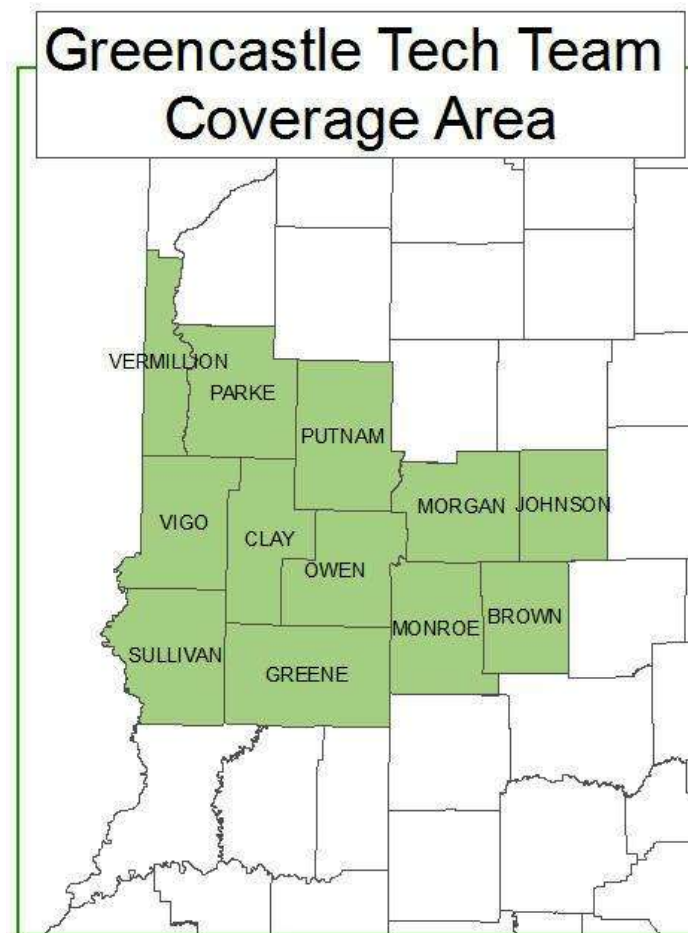 Greencastle Tech Team
Coverage Area
VERMILLION
PARKE
PUTNAM
MORGAN
JOHNSON
VIGO
CLAY
OWEN
BROWN
MONROE
SULLIVAN
GREENE